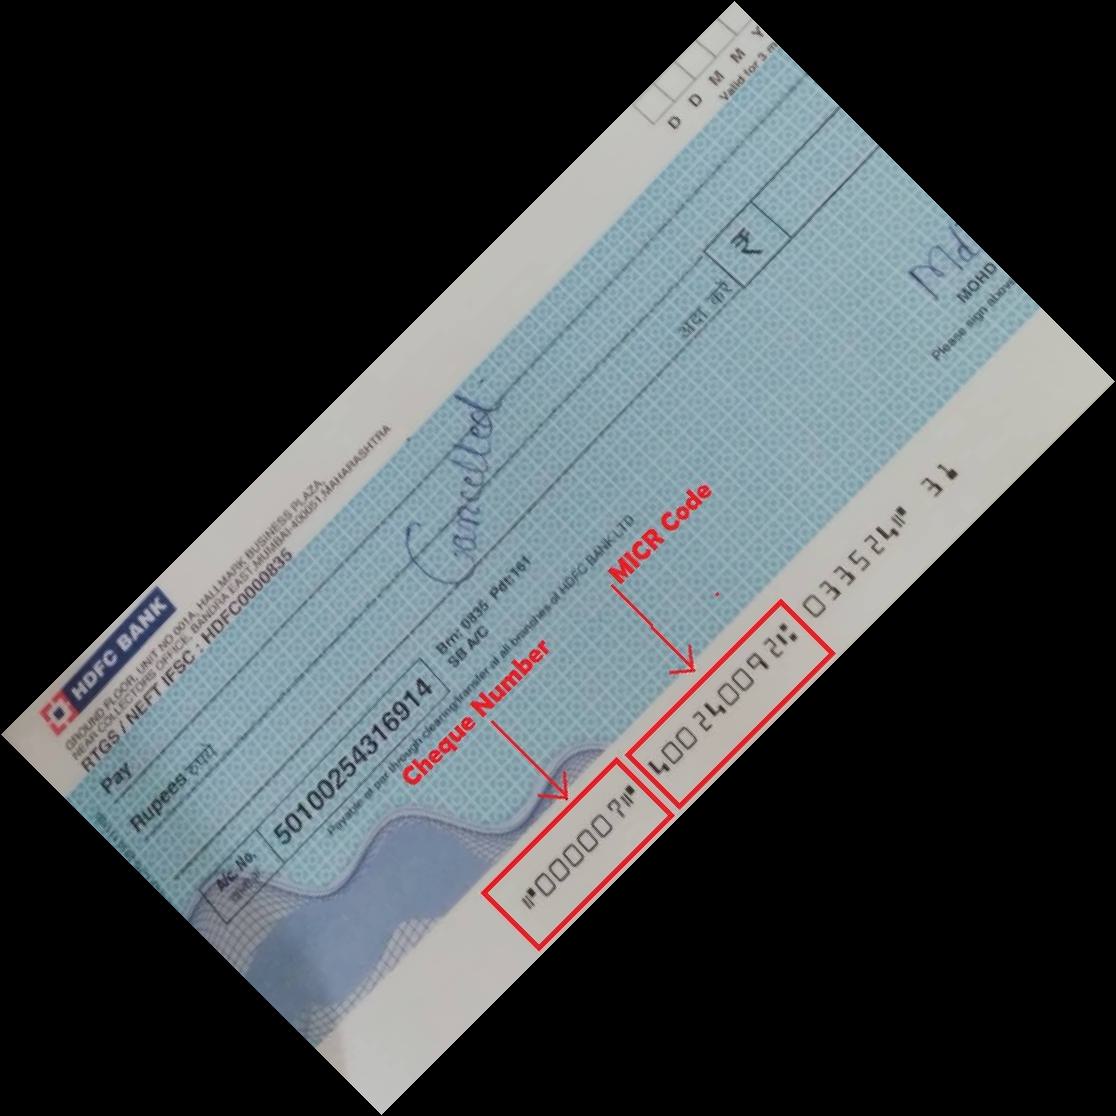 D D M M Y
Valid for 3 m
HDFC BANK
GROUND FLOOR, UNIT NO.001A, HALLMARK BUSINESS PLAZA,
NEAR COLLECTORS OFFICE, BANDRA EAST,MUMBAI-400051,MAHARASHTRA
RTGS / NEFT IFSC : HDFC0000835
Pay
Cancelled
Rupees रुपये
अदा करें ₹
A/c. No.
50100254316914
Brn: 0835 Pdt:161
SB A/C
Payable at par through clearing/transfer at all branches of HDFC BANK LTD
Md
MOHD
Please sign above
Cheque Number
MICR Code
⑈000007⑈ 400240092⑆ 033524⑈ 31